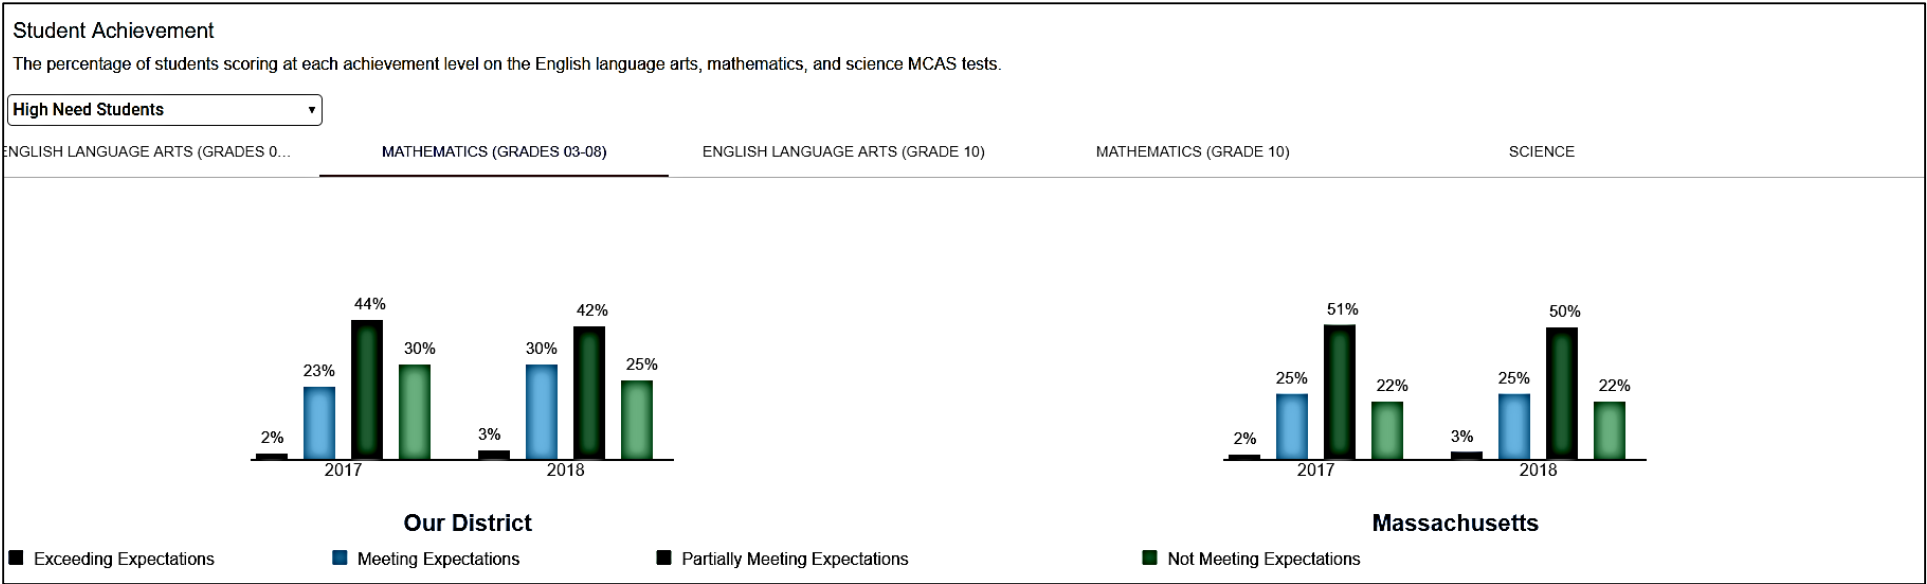 Student Achievement
The percentage of students scoring at each achievement level on the English language arts, mathematics, and science MCAS tests.
High Need Students
ENGLISH LANGUAGE ARTS (GRADES 0... MATHEMATICS (GRADES 03-08) ENGLISH LANGUAGE ARTS (GRADE 10) MATHEMATICS (GRADE 10) SCIENCE
2% 23% 44% 30% 3% 30% 42% 25%
2017 2018
Our District
2% 25% 51% 22% 3% 25% 50% 22%
2017 2018
Massachusetts
Exceeding Expectations Meeting Expectations Partially Meeting Expectations Not Meeting Expectations